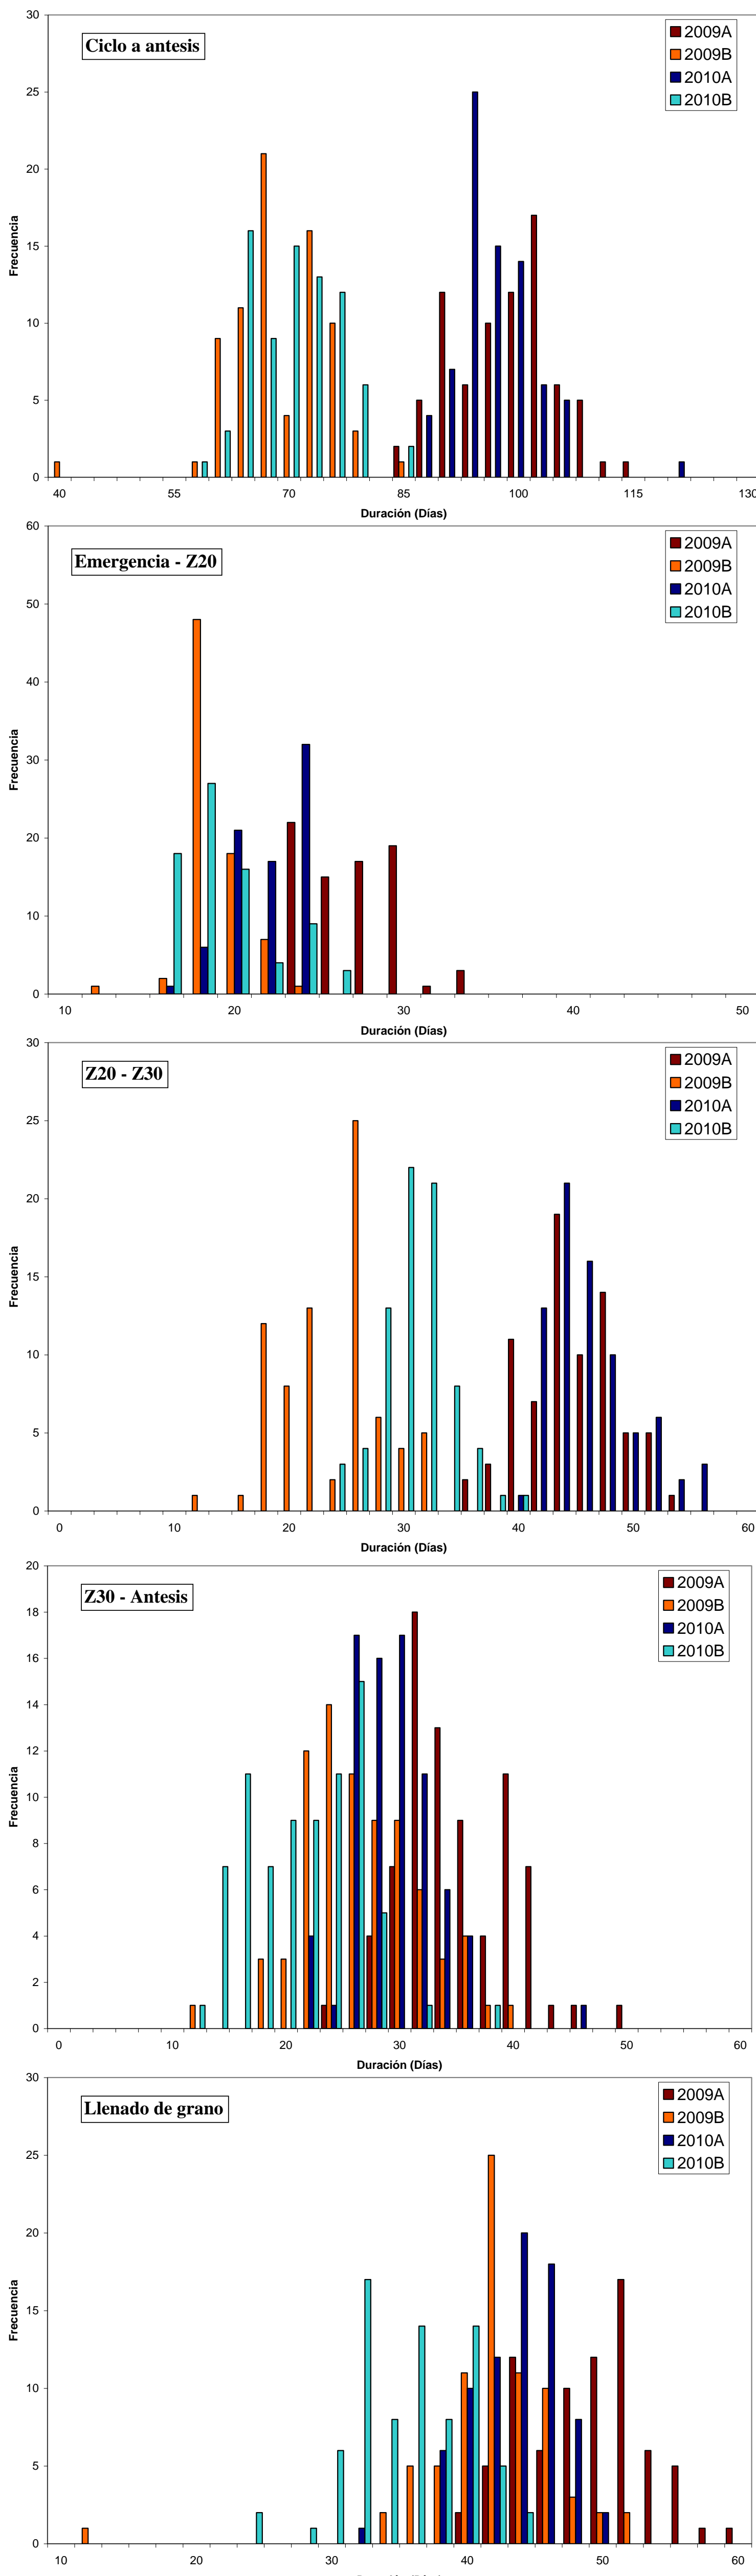 Ciclo a antesis
2009A
2009B
2010A
2010B
30
25
20
15
10
5
0
Frecuencia
40 55 70 85 100 115 130
Duración (Días)
Emergencia - Z20
2009A
2009B
2010A
2010B
60
50
40
30
20
10
0
Frecuencia
10 20 30 40 50
Duración (Días)
Z20 - Z30
2009A
2009B
2010A
2010B
30
25
20
15
10
5
0
Frecuencia
0 10 20 30 40 50 60
Duración (Días)
Z30 - Antesis
2009A
2009B
2010A
2010B
20
18
16
14
12
10
8
6
4
2
0
Frecuencia
0 10 20 30 40 50 60
Duración (Días)
Llenado de grano
2009A
2009B
2010A
2010B
30
25
20
15
10
5
0
Frecuencia
10 20 30 40 50 60